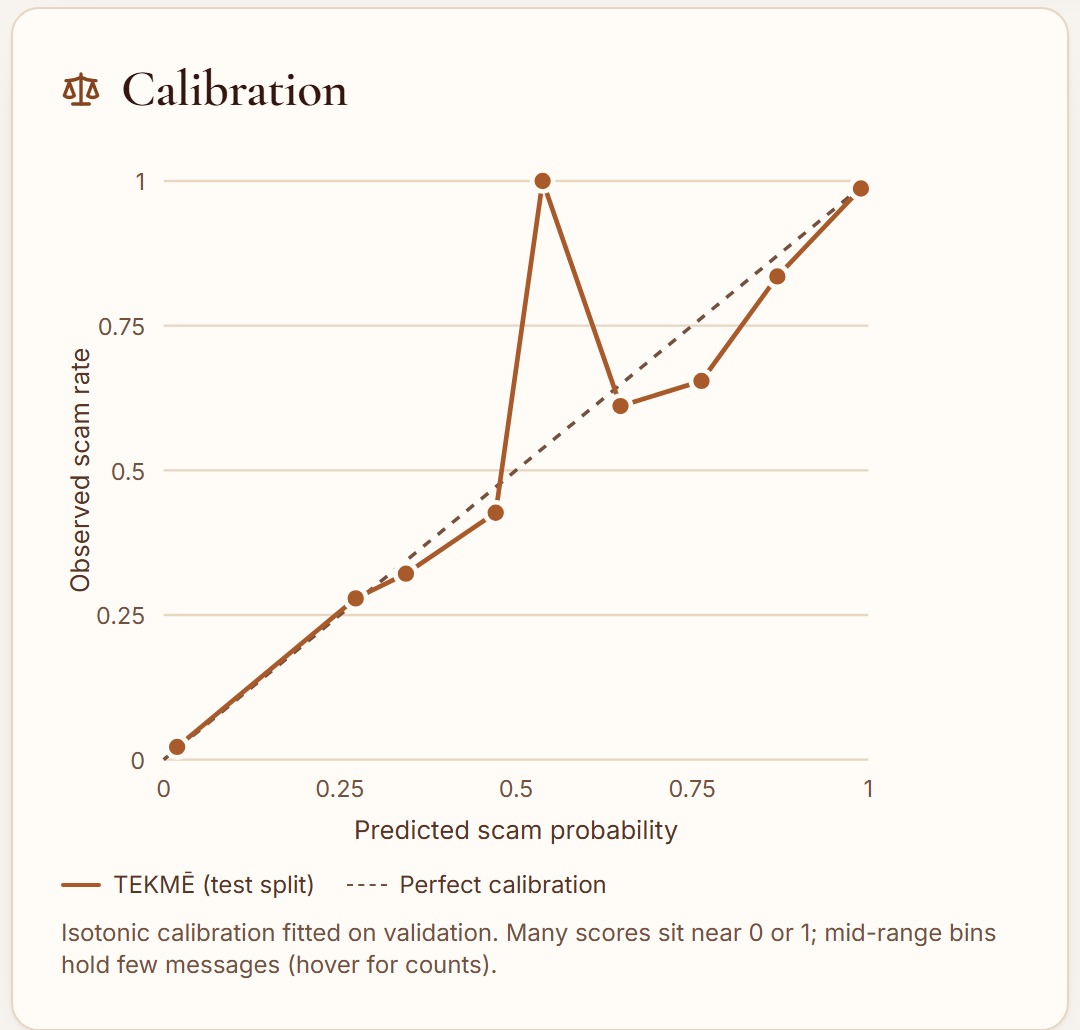 Calibration
1
0.75
0.5
0.25
0
Observed scam rate
0
0.25
0.5
0.75
1
Predicted scam probability
TEKMĒ (test split)
Perfect calibration
Isotonic calibration fitted on validation. Many scores sit near 0 or 1; mid-range bins
hold few messages (hover for counts).